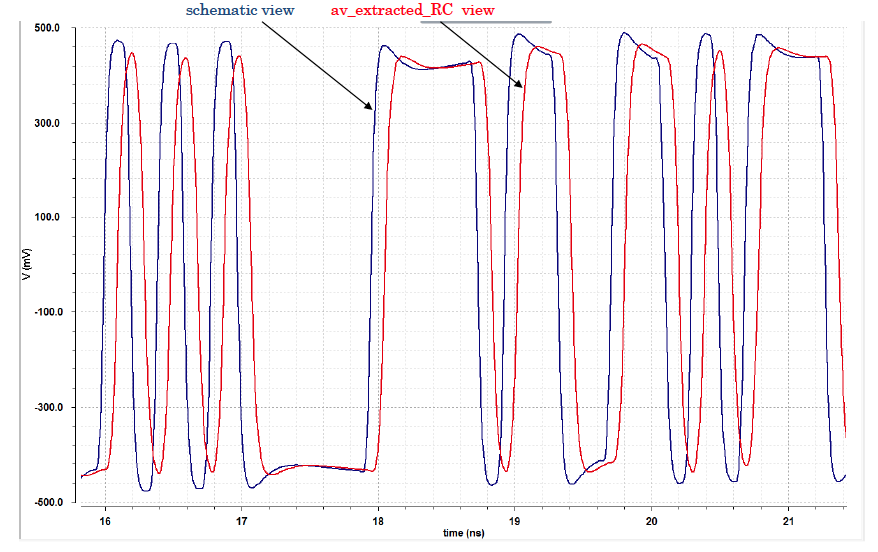 schematic view av_extracted_RC view
500.0
300.0
100.0
-100.0
-300.0
-500.0
V (mV)
16 17 18 19 20 21
time (ns)